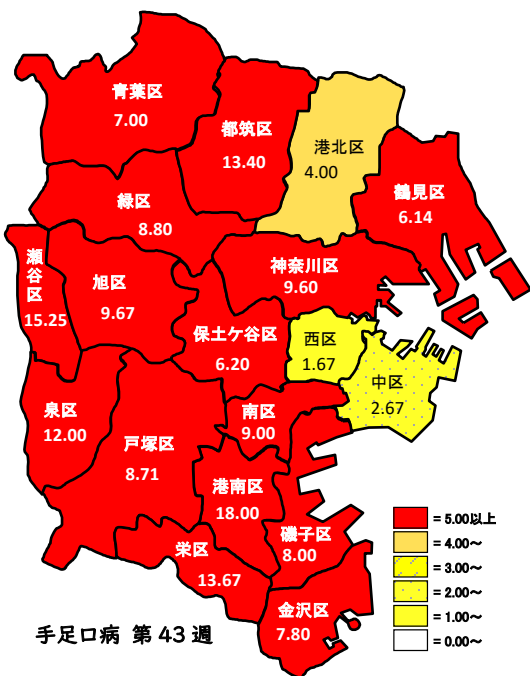 青葉区
7.00
都筑区
13.40
港北区
4.00
鶴見区
6.14
緑区
8.80
瀬谷区
15.25
旭区
9.67
神奈川区
9.60
保土ケ谷区
6.20
西区
1.67
中区
2.67
泉区
12.00
戸塚区
8.71
南区
9.00
港南区
18.00
磯子区
8.00
栄区
13.67
金沢区
7.80
= 5.00以上
= 4.00~
= 3.00~
= 2.00~
= 1.00~
= 0.00~
手足口病 第43週